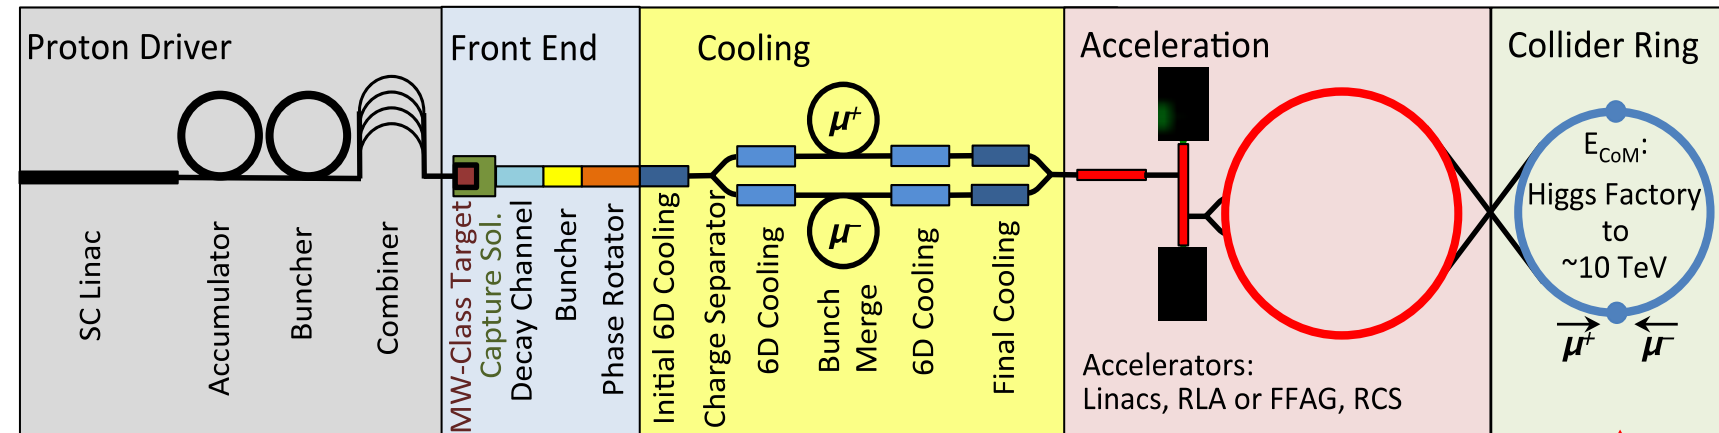 Proton Driver
SC Linac
Accumulator
Buncher
Combiner
Front End
MW-Class Target
Capture Sol.
Decay Channel
Buncher
Phase Rotator
Cooling
μ+
μ−
Initial 6D Cooling
Charge Separator
6D Cooling
Bunch
Merge
6D Cooling
Final Cooling
Acceleration
Accelerators:
Linacs, RLA or FFAG, RCS
Collider Ring
ECoM:
Higgs Factory
to
~10 TeV
μ+ μ−